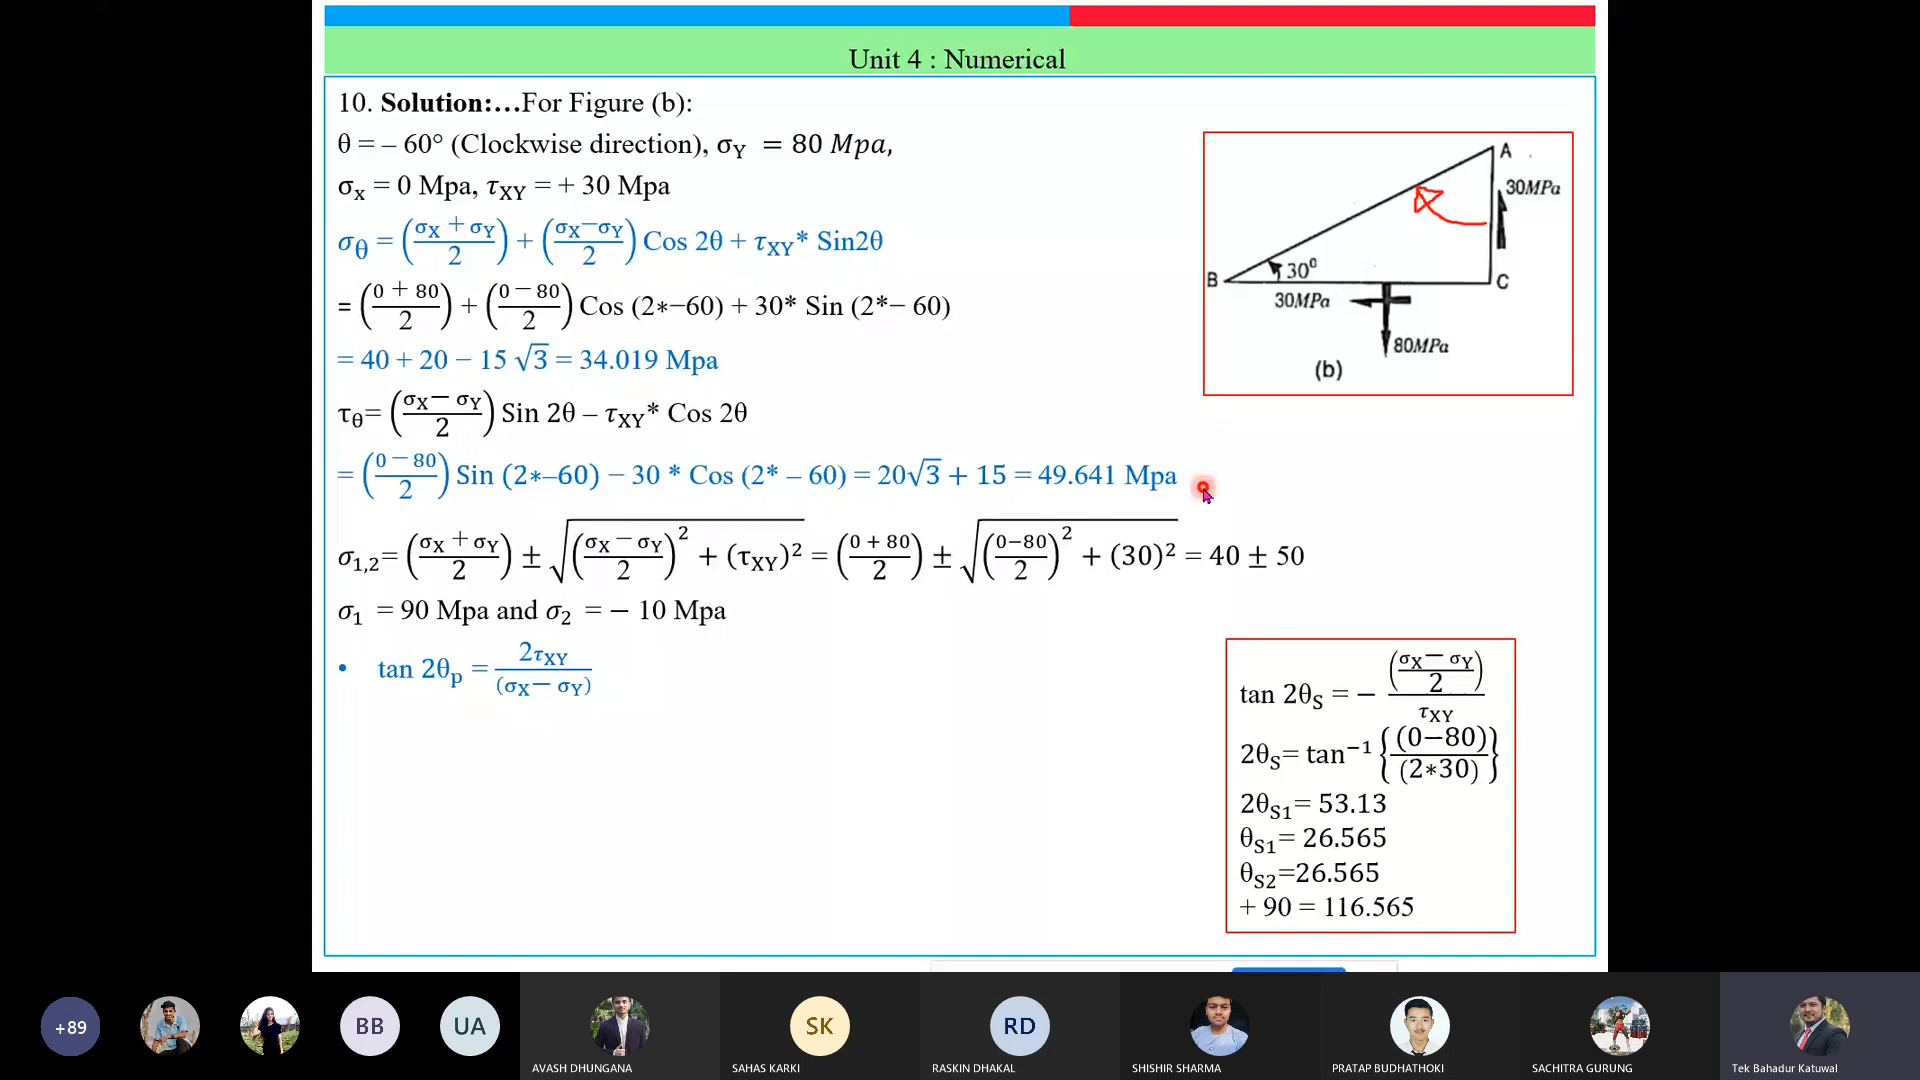 Unit 4 : Numerical
10. Solution:…For Figure (b):
θ = – 60° (Clockwise direction), σY = 80 Mpa,
σx = 0 Mpa, τXY = + 30 Mpa
σθ = ((σX + σY)/2) + ((σX−σY)/2) Cos 2θ + τXY* Sin2θ
= ((0 + 80)/2) + ((0 − 80)/2) Cos (2*−60) + 30* Sin (2*− 60)
= 40 + 20 − 15 √3 = 34.019 Mpa
τθ= ((σX− σY)/2) Sin 2θ – τXY* Cos 2θ
= ((0 − 80)/2) Sin (2*–60) − 30 * Cos (2* – 60) = 20√3 + 15 = 49.641 Mpa
σ1,2= ((σX + σY)/2) ± √(((σX − σY)/2)² + (τXY)²) = ((0 + 80)/2) ± √(((0−80)/2)² + (30)²) = 40 ± 50
σ1 = 90 Mpa and σ2 = − 10 Mpa
• tan 2θp = 2τXY/(σX− σY)
A
30MPa
B
30⁰
C
30MPa
80MPa
(b)
tan 2θS = − ((σX− σY)/2)/τXY
2θS= tan⁻¹ {(0−80)/(2*30)}
2θS1= 53.13
θS1= 26.565
θS2=26.565
+ 90 = 116.565
+89
BB
UA
SK
RD
AVASH DHUNGANA
SAHAS KARKI
RASKIN DHAKAL
SHISHIR SHARMA
PRATAP BUDHATHOKI
SACHITRA GURUNG
Tek Bahadur Katuwal